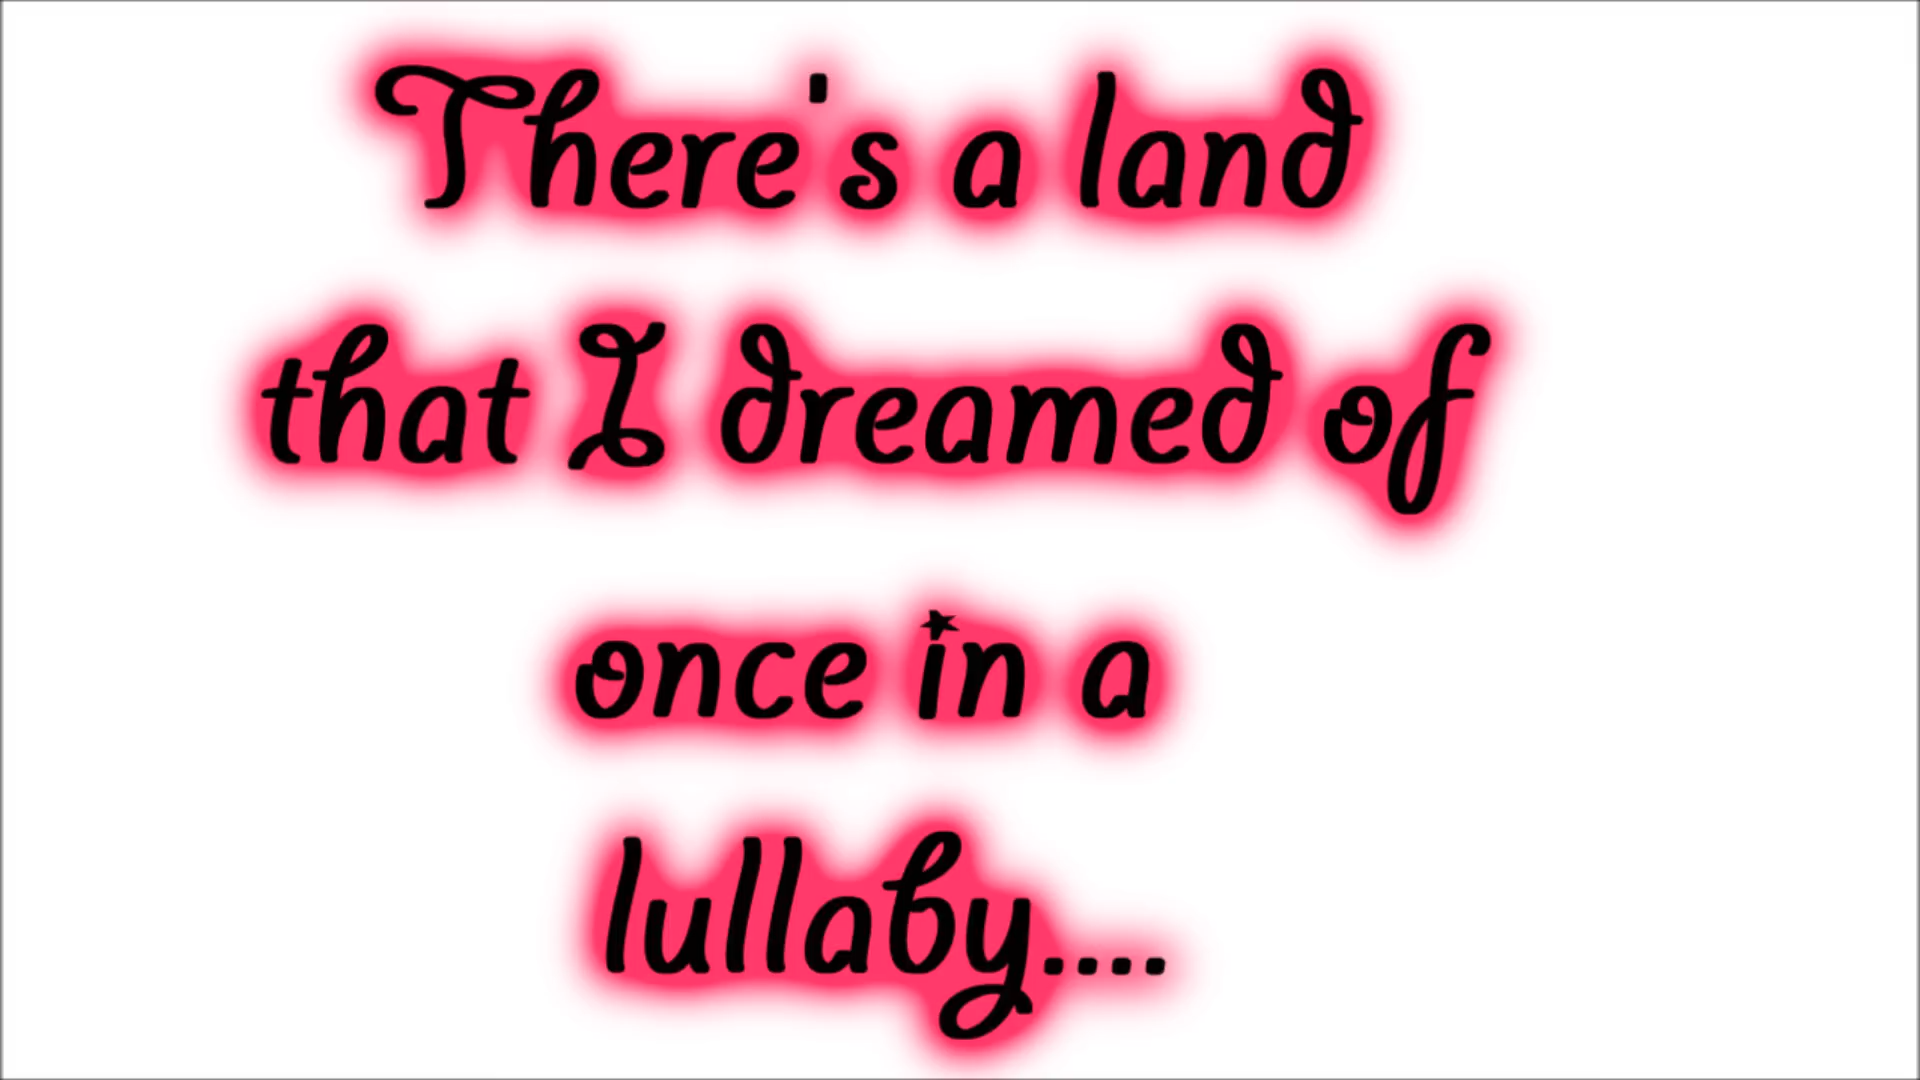 There's a land
that I dreamed of
once in a
lullaby....